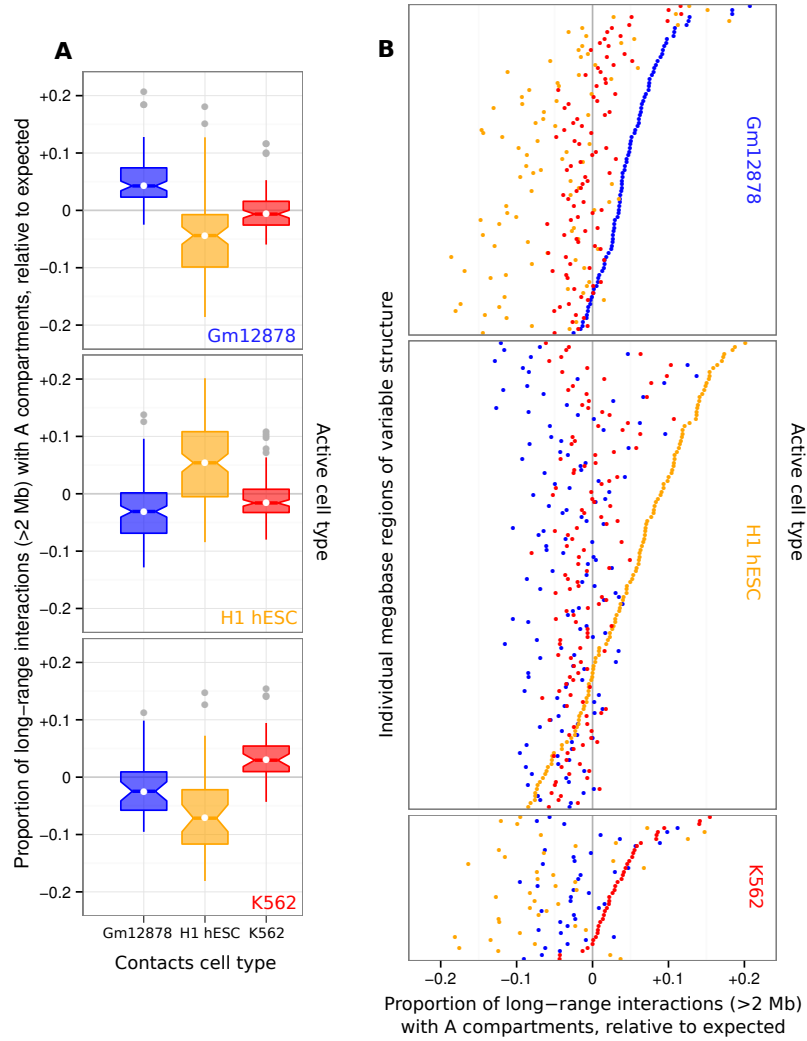 A
Proportion of long−range interactions (>2 Mb) with A compartments, relative to expected
+0.2
+0.1
0
−0.1
−0.2
Gm12878
+0.2
+0.1
0
−0.1
−0.2
H1 hESC
+0.2
+0.1
0
−0.1
−0.2
K562
Gm12878 H1 hESC K562
Contacts cell type
Active cell type
B
Individual megabase regions of variable structure
Gm12878
H1 hESC
K562
Active cell type
−0.2 −0.1 0 +0.1 +0.2
Proportion of long−range interactions (>2 Mb)
with A compartments, relative to expected